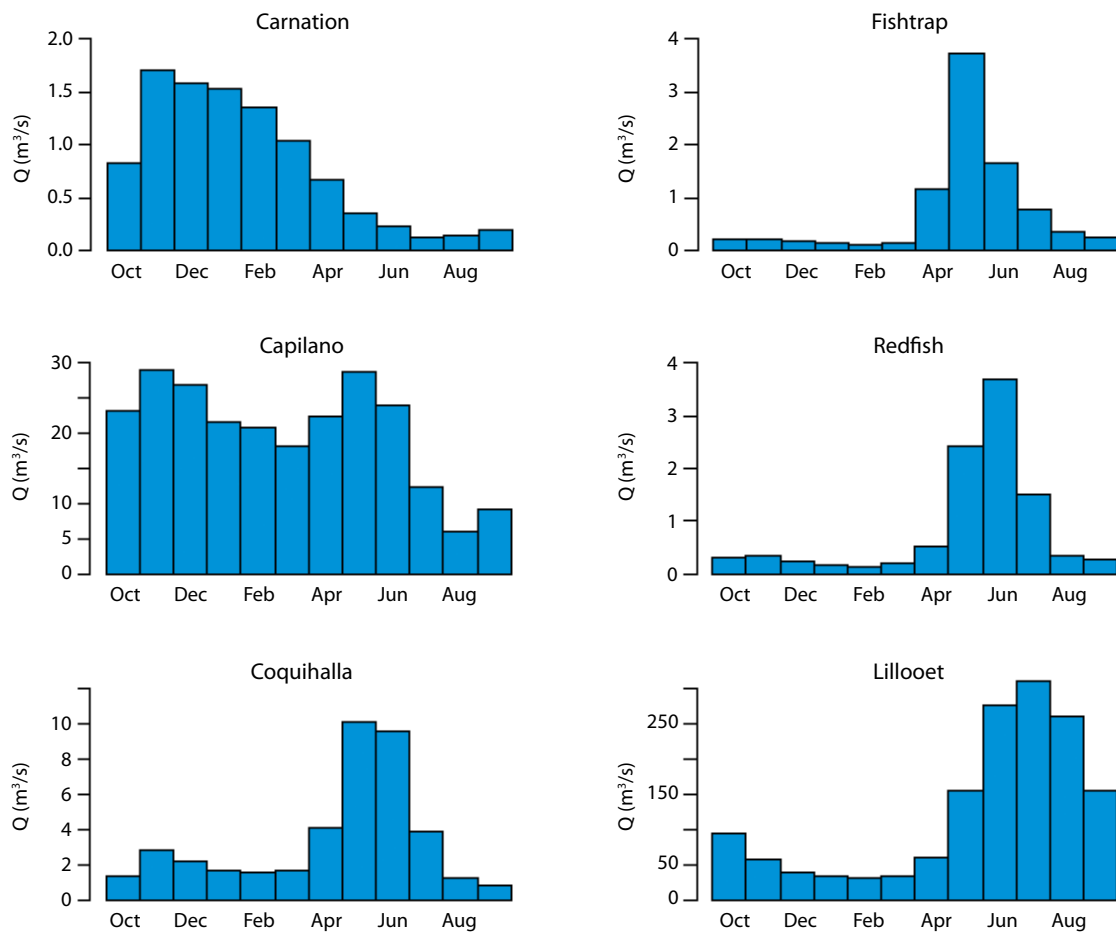 Carnation
Q (m³/s)
2.0
1.5
1.0
0.5
0.0
Oct Dec Feb Apr Jun Aug
Fishtrap
Q (m³/s)
4
3
2
1
0
Oct Dec Feb Apr Jun Aug
Capilano
Q (m³/s)
30
20
10
5
0
Oct Dec Feb Apr Jun Aug
Redfish
Q (m³/s)
4
3
2
1
0
Oct Dec Feb Apr Jun Aug
Coquihalla
Q (m³/s)
10
8
6
4
2
0
Oct Dec Feb Apr Jun Aug
Lillooet
Q (m³/s)
250
150
50
0
Oct Dec Feb Apr Jun Aug